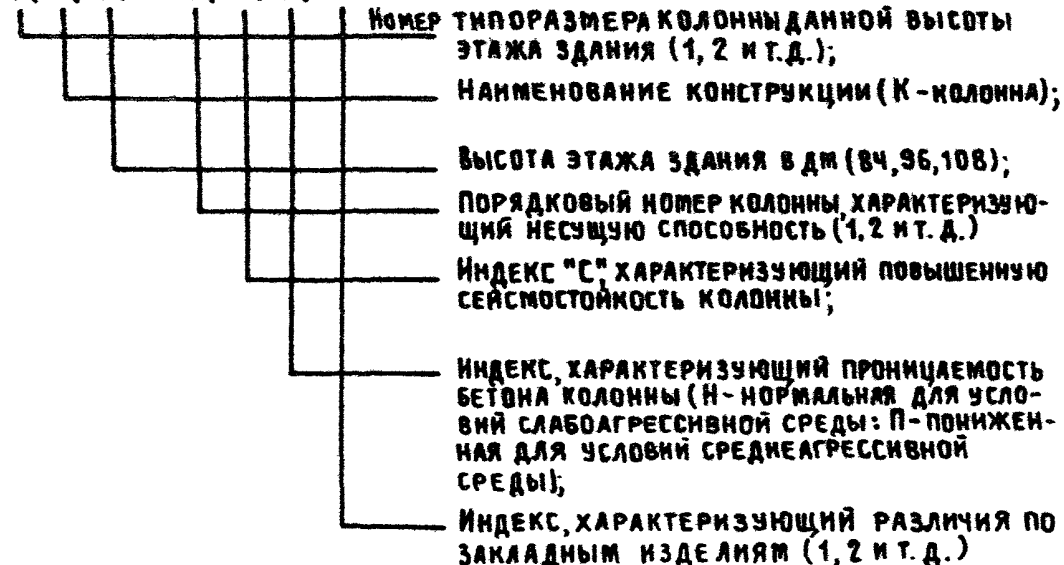 Номер типоразмера колонны данной высоты
этажа здания (1, 2 и т.д.);
Наименование конструкции (К-колонна);
Высота этажа здания в дм (84,96,108);
Порядковый номер колонны, характеризую-
щий несущую способность (1,2 и т.д.)
Индекс "С", характеризующий повышенную
сейсмостойкость колонны;
Индекс, характеризующий проницаемость
бетона колонны (Н-нормальная для усло-
вий слабоагрессивной среды: П-понижен-
ная для условий среднеагрессивной
среды);
Индекс, характеризующий различия по
закладным изделиям (1,2 и т.д.)